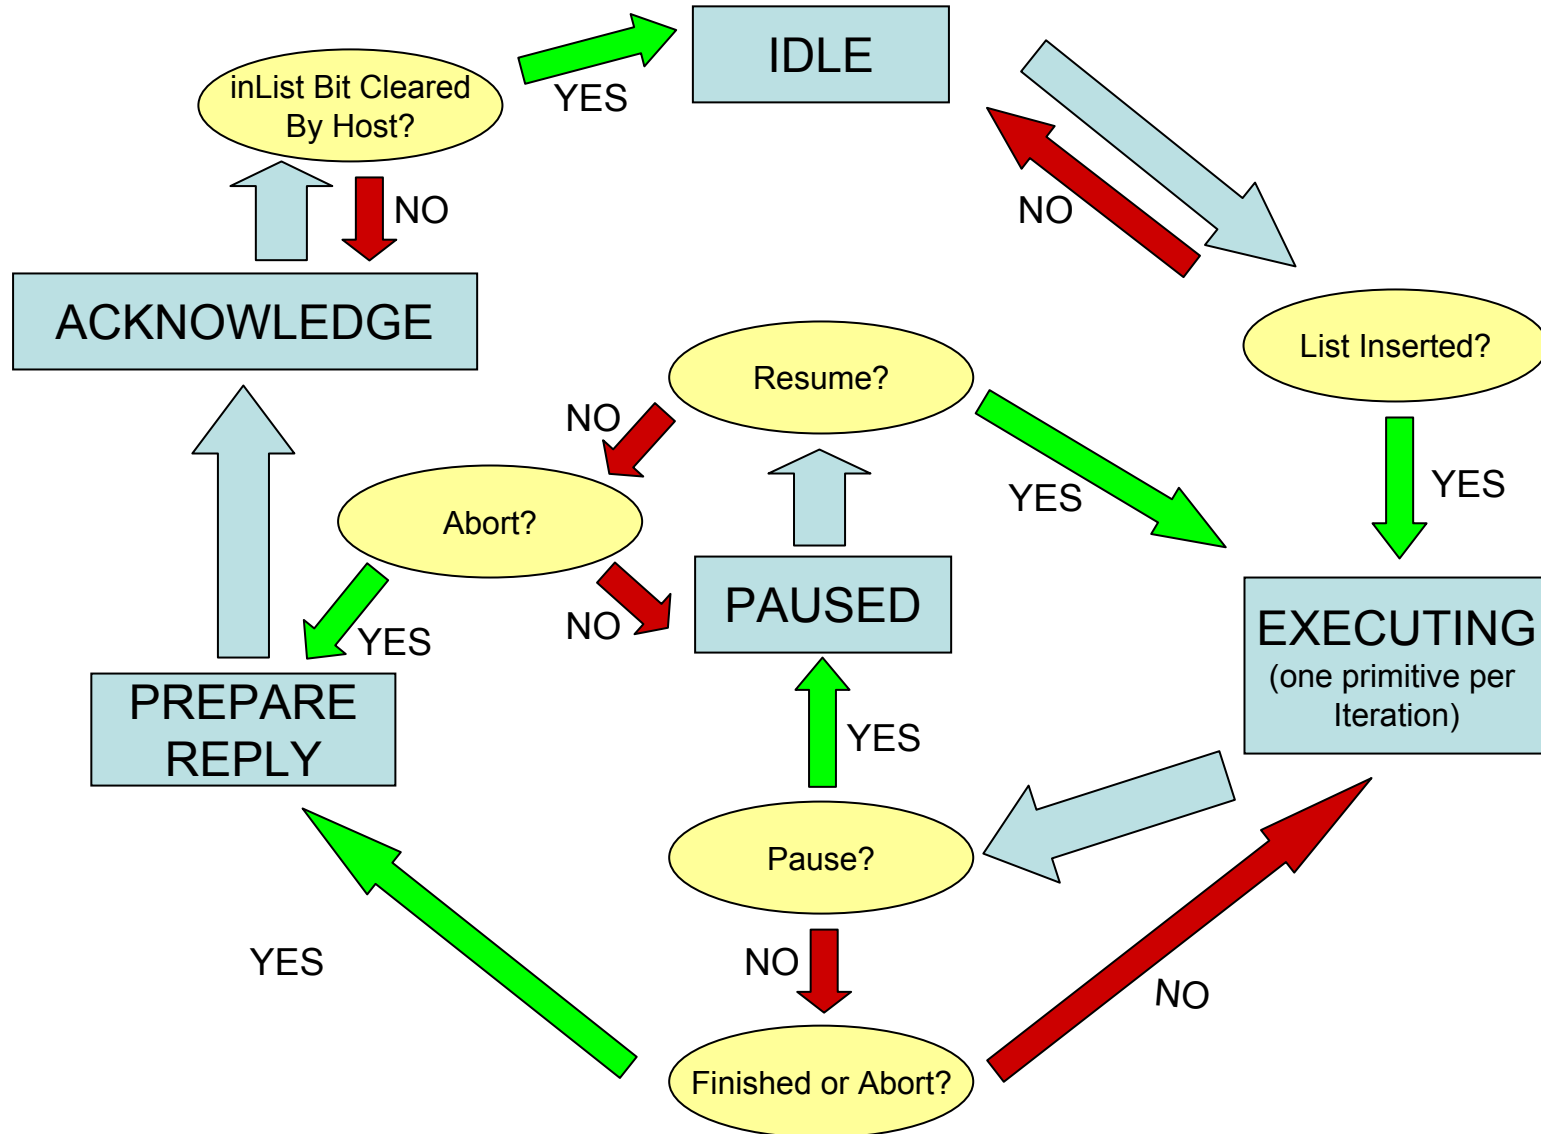 IDLE
inList Bit Cleared
By Host?
YES
NO
NO
ACKNOWLEDGE
List Inserted?
Resume?
NO
YES
YES
Abort?
YES
NO
PAUSED
EXECUTING
(one primitive per
Iteration)
PREPARE
REPLY
YES
Pause?
NO
YES
NO
Finished or Abort?